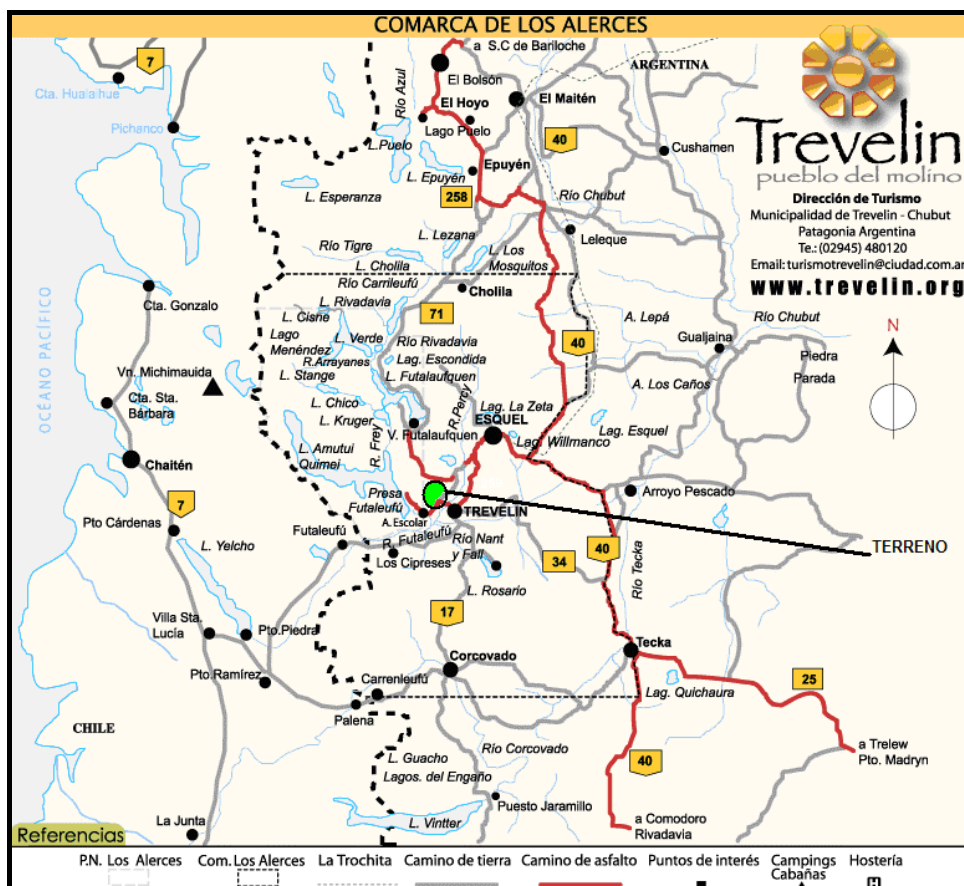 COMARCA DE LOS ALERCES
a S.C de Bariloche
7
ARGENTINA
El Bolsón
Cta. Hualaihue
Río Azul
El Hoyo
El Maitén
Pichanco
Lago Puelo
40
Cushamen
L.Puelo
Epuyén
L. Epuyén
L. Esperanza
258
Río Chubut
Trevelin
pueblo del molino
Dirección de Turismo
Municipalidad de Trevelin - Chubut
Patagonia Argentina
Te.:(02945) 480120
Email:turismotrevelin@ciudad.com.ar
www.trevelin.org
L. Lezana
Leleque
Río Tigre
L. Los
Mosquitos
L. Cholila
Río Carrileufú
Cholila
Cta. Gonzalo
L. Rivadavia
L. Cisne
71
A. Lepá
Río Chubut
OCÉANO PACÍFICO
Lago
Menéndez
L. Verde
Río Rivadavia
40
Gualjaina
N
R.Arrayanes
Lag. Escondida
Piedra
Parada
Vn. Michimauida
L. Stange
L. Futalaufquen
A. Los Caños
Cta. Sta.
Bárbara
L. Chico
R.Percy
Lag. La Zeta
L. Kruger
ESQUEL
Lag. Esquel
V. Futalaufquen
Lag. Willmanco
L. Amutui
Quimei
R. Frey
Chaitén
Arroyo Pescado
7
Presa
Futaleufú
TREVELIN
Pto Cárdenas
A. Escolar
Futaleufú
R. Futaleufú
Río Nant
y Fall
40
TERRENO
L. Yelcho
Los Cipreses
34
Río Tecka
L. Rosario
Villa Sta.
Lucía
Pto.Piedra
17
Tecka
Corcovado
Pto.Ramírez
Carrenleufú
Lag. Quichaura
25
Palena
CHILE
Río Corcovado
a Trelew
Pto. Madryn
L. Guacho
Lagos. del Engaño
40
Puesto Jaramillo
La Junta
L. Vintter
a Comodoro
Rivadavia
Referencias
P.N. Los Alerces Com. Los Alerces La Trochita Camino de tierra Camino de asfalto Puntos de interés Campings Hostería
Cabañas
H